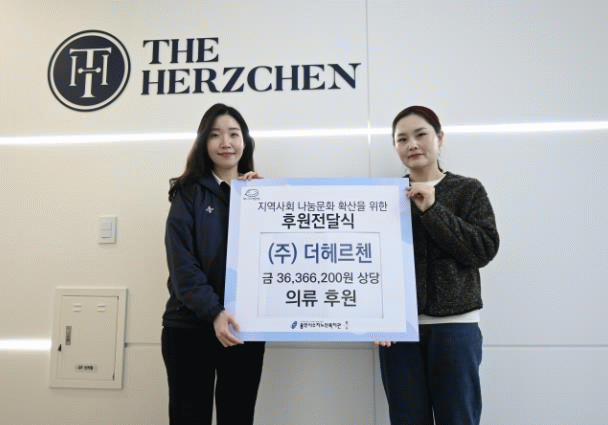 THE
HERZCHEN
지역사회 나눔문화 확산을 위한
후원전달식
(주) 더헤르첸
금 36,366,200원 상당
의류 후원